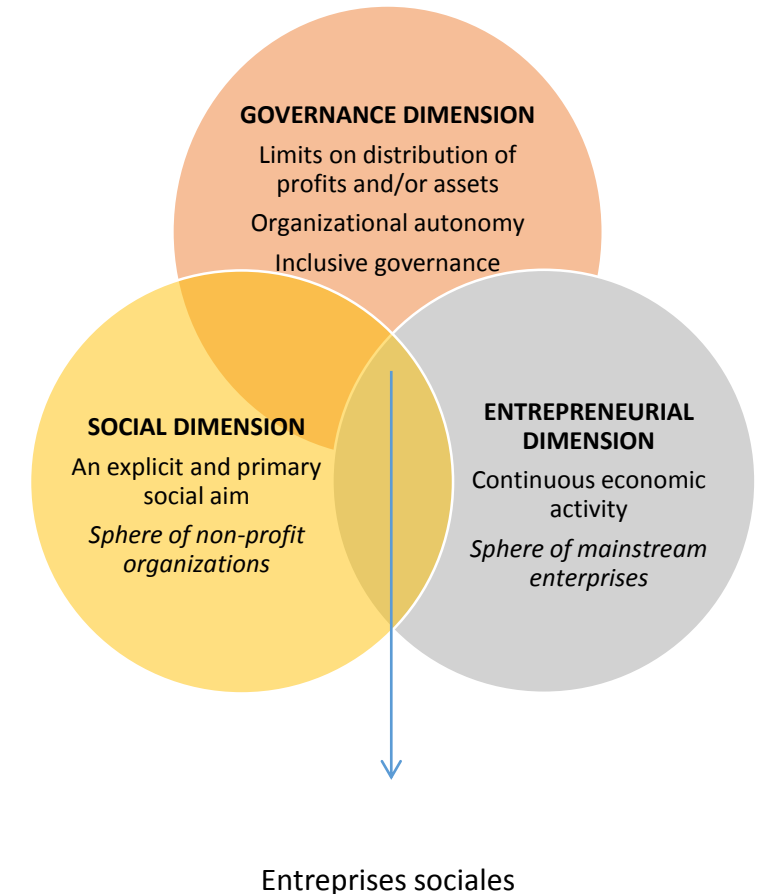 GOVERNANCE DIMENSION
Limits on distribution of
profits and/or assets
Organizational autonomy
Inclusive governance
SOCIAL DIMENSION
An explicit and primary
social aim
Sphere of non-profit
organizations
ENTREPRENEURIAL
DIMENSION
Continuous economic
activity
Sphere of mainstream
enterprises
Entreprises sociales